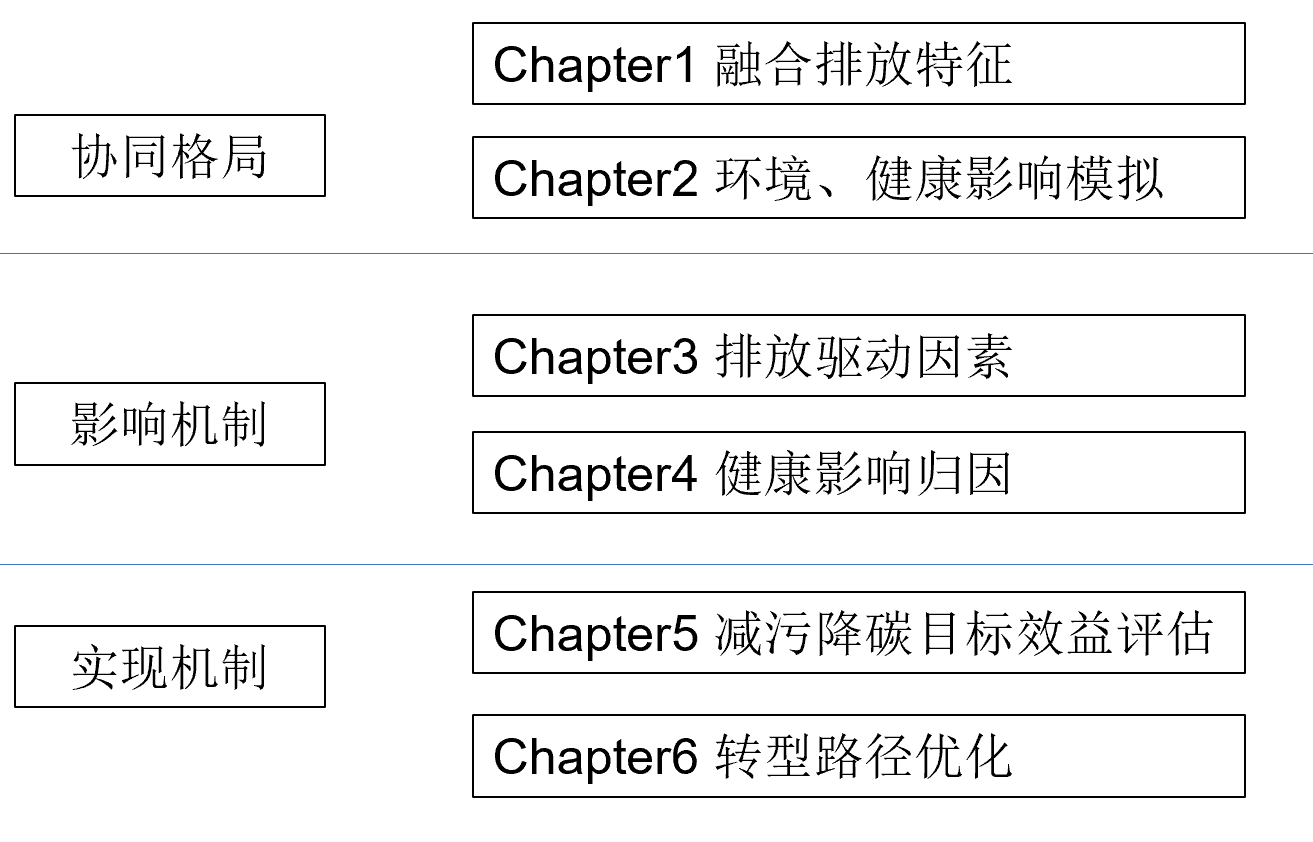 协同格局
Chapter1 融合排放特征
Chapter2 环境、健康影响模拟
影响机制
Chapter3 排放驱动因素
Chapter4 健康影响归因
实现机制
Chapter5 减污降碳目标效益评估
Chapter6 转型路径优化